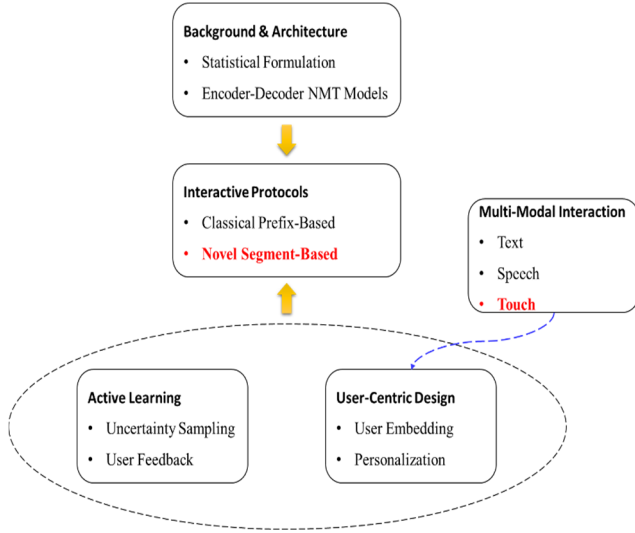 Background & Architecture
• Statistical Formulation
• Encoder-Decoder NMT Models
Interactive Protocols
• Classical Prefix-Based
• Novel Segment-Based
Multi-Modal Interaction
• Text
• Speech
• Touch
Active Learning
• Uncertainty Sampling
• User Feedback
User-Centric Design
• User Embedding
• Personalization